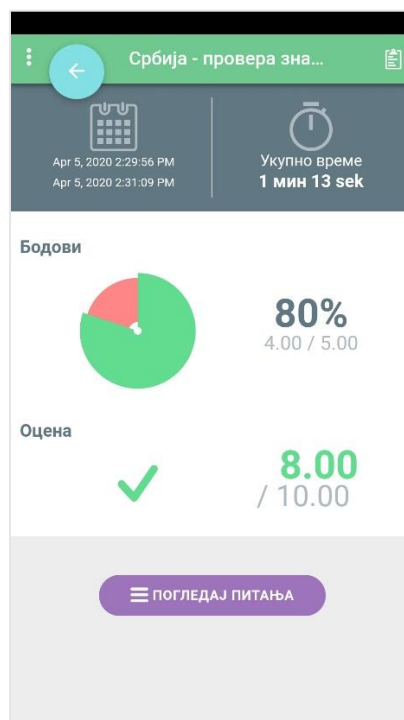 Србија - провера зна...
Apr 5, 2020 2:29:56 PM
Apr 5, 2020 2:31:09 PM
Укупно време
1 мин 13 sek
Бодови
80%
4.00 / 5.00
Оцена
8.00
/ 10.00
ПОГЛЕДАЈ ПИТАЊА